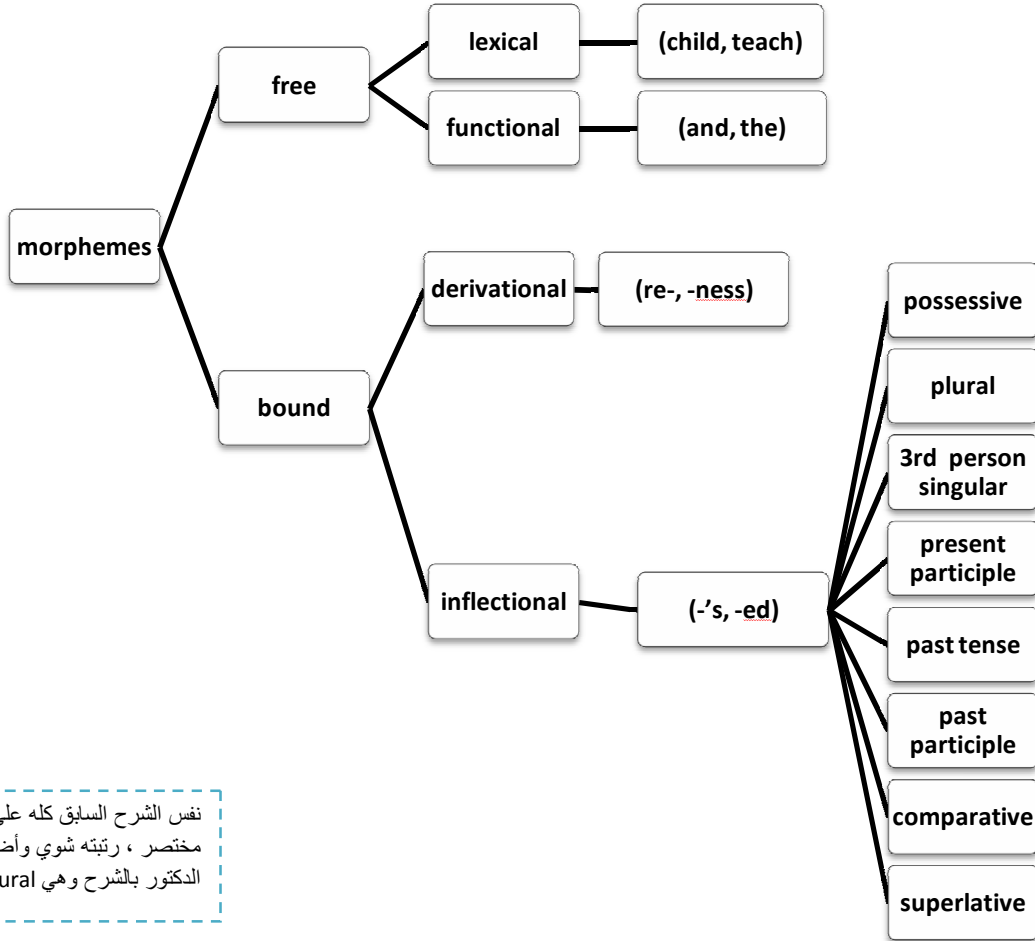 lexical
(child, teach)
free
functional
(and, the)
morphemes
derivational
(re-, -ness)
bound
inflectional
(-’s, -ed)
possessive
plural
3rd person
singular
present
participle
past tense
past
participle
comparative
superlative
نفس الشرح السابق كله
مختصر ، رتبته شوي
الدكتور بالشرح وهي